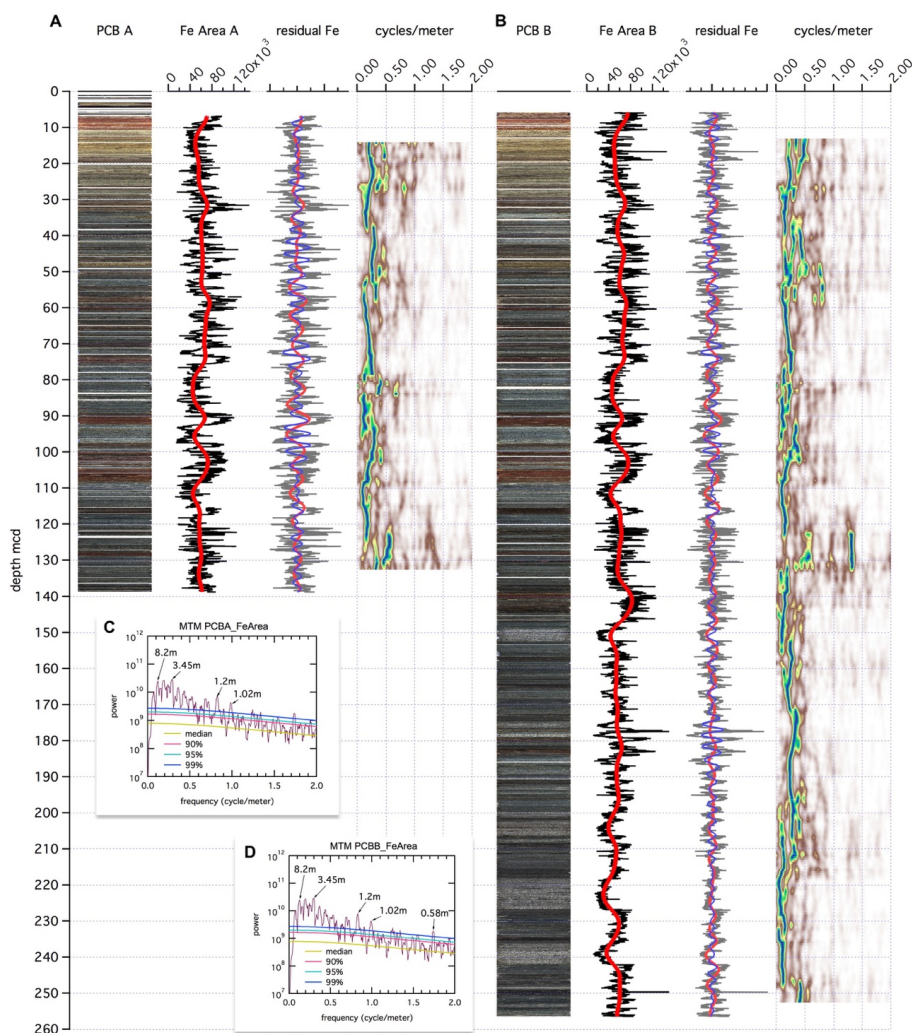 A
PCB A
Fe Area A
residual Fe
cycles/meter
B
PCB B
Fe Area B
residual Fe
cycles/meter
0
40
80
120x10³
0.00
0.50
1.00
1.50
2.00
0
40
80
120x10³
0.00
0.50
1.00
1.50
2.00
depth mcd
0
10
20
30
40
50
60
70
80
90
100
110
120
130
140
150
160
170
180
190
200
210
220
230
240
250
260
C
MTM PCBA_FeArea
power
10¹²
10¹¹
10¹⁰
10⁹
10⁸
10⁷
8.2m
3.45m
1.2m
1.02m
median
90%
95%
99%
0.0
0.5
1.0
1.5
2.0
frequency (cycle/meter)
D
MTM PCBB_FeArea
power
10¹²
10¹¹
10¹⁰
10⁹
10⁸
10⁷
8.2m
3.45m
1.2m
1.02m
0.58m
median
90%
95%
99%
0.0
0.5
1.0
1.5
2.0
frequency (cycle/meter)